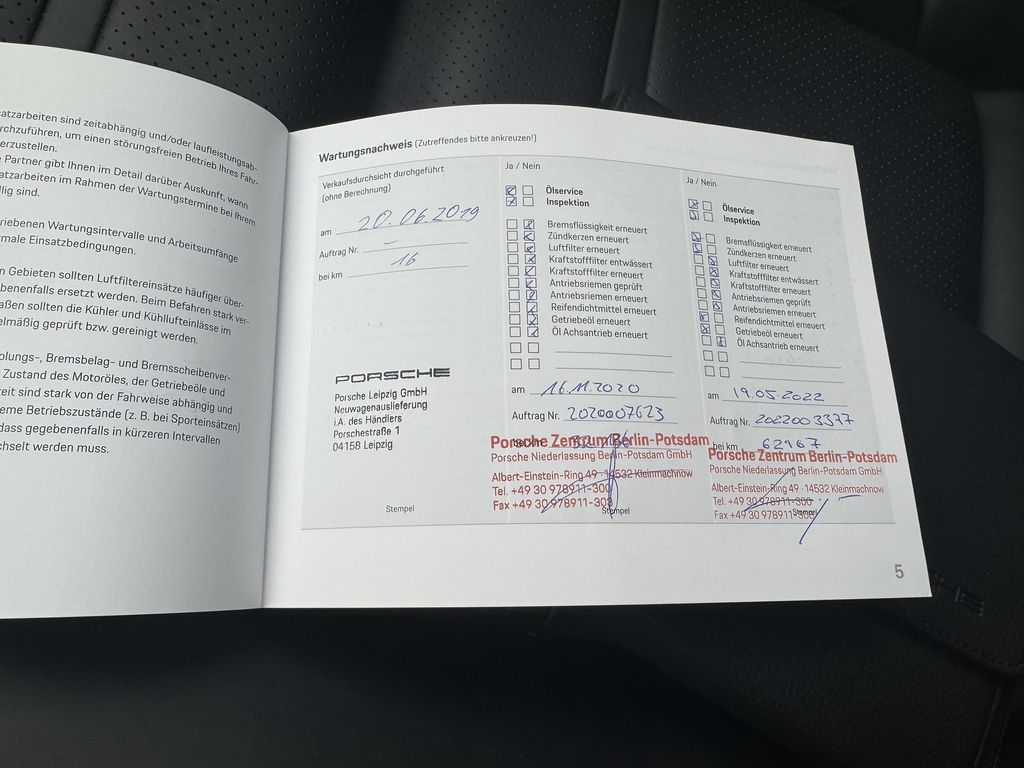 atzarbeiten sind zeitabhängig und/oder laufleistungsab-
rchzuführen, um einen störungsfreien Betrieb Ihres Fahr-
erzustellen.
Partner gibt Ihnen im Detail darüber Auskunft, wann
atzarbeiten im Rahmen der Wartungstermine bei Ihrem
llig sind.
riebenen Wartungsintervalle und Arbeitsumfänge
rmale Einsatzbedingungen.
n Gebieten sollten Luftfiltereinsätze häufiger über-
benenfalls ersetzt werden. Beim Befahren stark ver-
aßen sollten die Kühler und Kühllufteinlässe im
elmäßig geprüft bzw. gereinigt werden.
olungs-, Bremsbelag- und Bremsscheibenver-
Zustand des Motoröles, der Getriebeöle und
zeit sind stark von der Fahrweise abhängig und
eme Betriebszustände (z. B. bei Sporteinsätzen)
dass gegebenenfalls in kürzeren Intervallen
chselt werden muss.
Wartungsnachweis (Zutreffendes bitte ankreuzen!)
Verkaufsdurchsicht durchgeführt
(ohne Berechnung)
am 20.06.2019
Auftrag Nr. –
bei km 16
PORSCHE
Porsche Leipzig GmbH
Neuwagenauslieferung
i.A. des Händlers
Porschestraße 1
04158 Leipzig
Stempel
Ja / Nein
Ölservice
Inspektion
Bremsflüssigkeit erneuert
Zündkerzen erneuert
Luftfilter erneuert
Kraftstofffilter entwässert
Kraftstofffilter erneuert
Antriebsriemen geprüft
Antriebsriemen erneuert
Reifendichtmittel erneuert
Getriebeöl erneuert
Öl Achsantrieb erneuert
am 16.11.2020
Auftrag Nr. 2020007623
Porsche Zentrum Berlin-Potsdam
Porsche Niederlassung Berlin-Potsdam GmbH
Albert-Einstein-Ring 49 · 14532 Kleinmachnow
Tel. +49 30 978911-300
Fax +49 30 978911-303
Stempel
Ja / Nein
Ölservice
Inspektion
Bremsflüssigkeit erneuert
Zündkerzen erneuert
Luftfilter erneuert
Kraftstofffilter entwässert
Kraftstofffilter erneuert
Antriebsriemen geprüft
Antriebsriemen erneuert
Reifendichtmittel erneuert
Getriebeöl erneuert
Öl Achsantrieb erneuert
am 19.05.2022
Auftrag Nr. 2022003377
bei km 62967
Porsche Zentrum Berlin-Potsdam
Porsche Niederlassung Berlin-Potsdam GmbH
Albert-Einstein-Ring 49 · 14532 Kleinmachnow
Tel. +49 30 978911-300
Fax +49 30 978911-303
Stempel
5